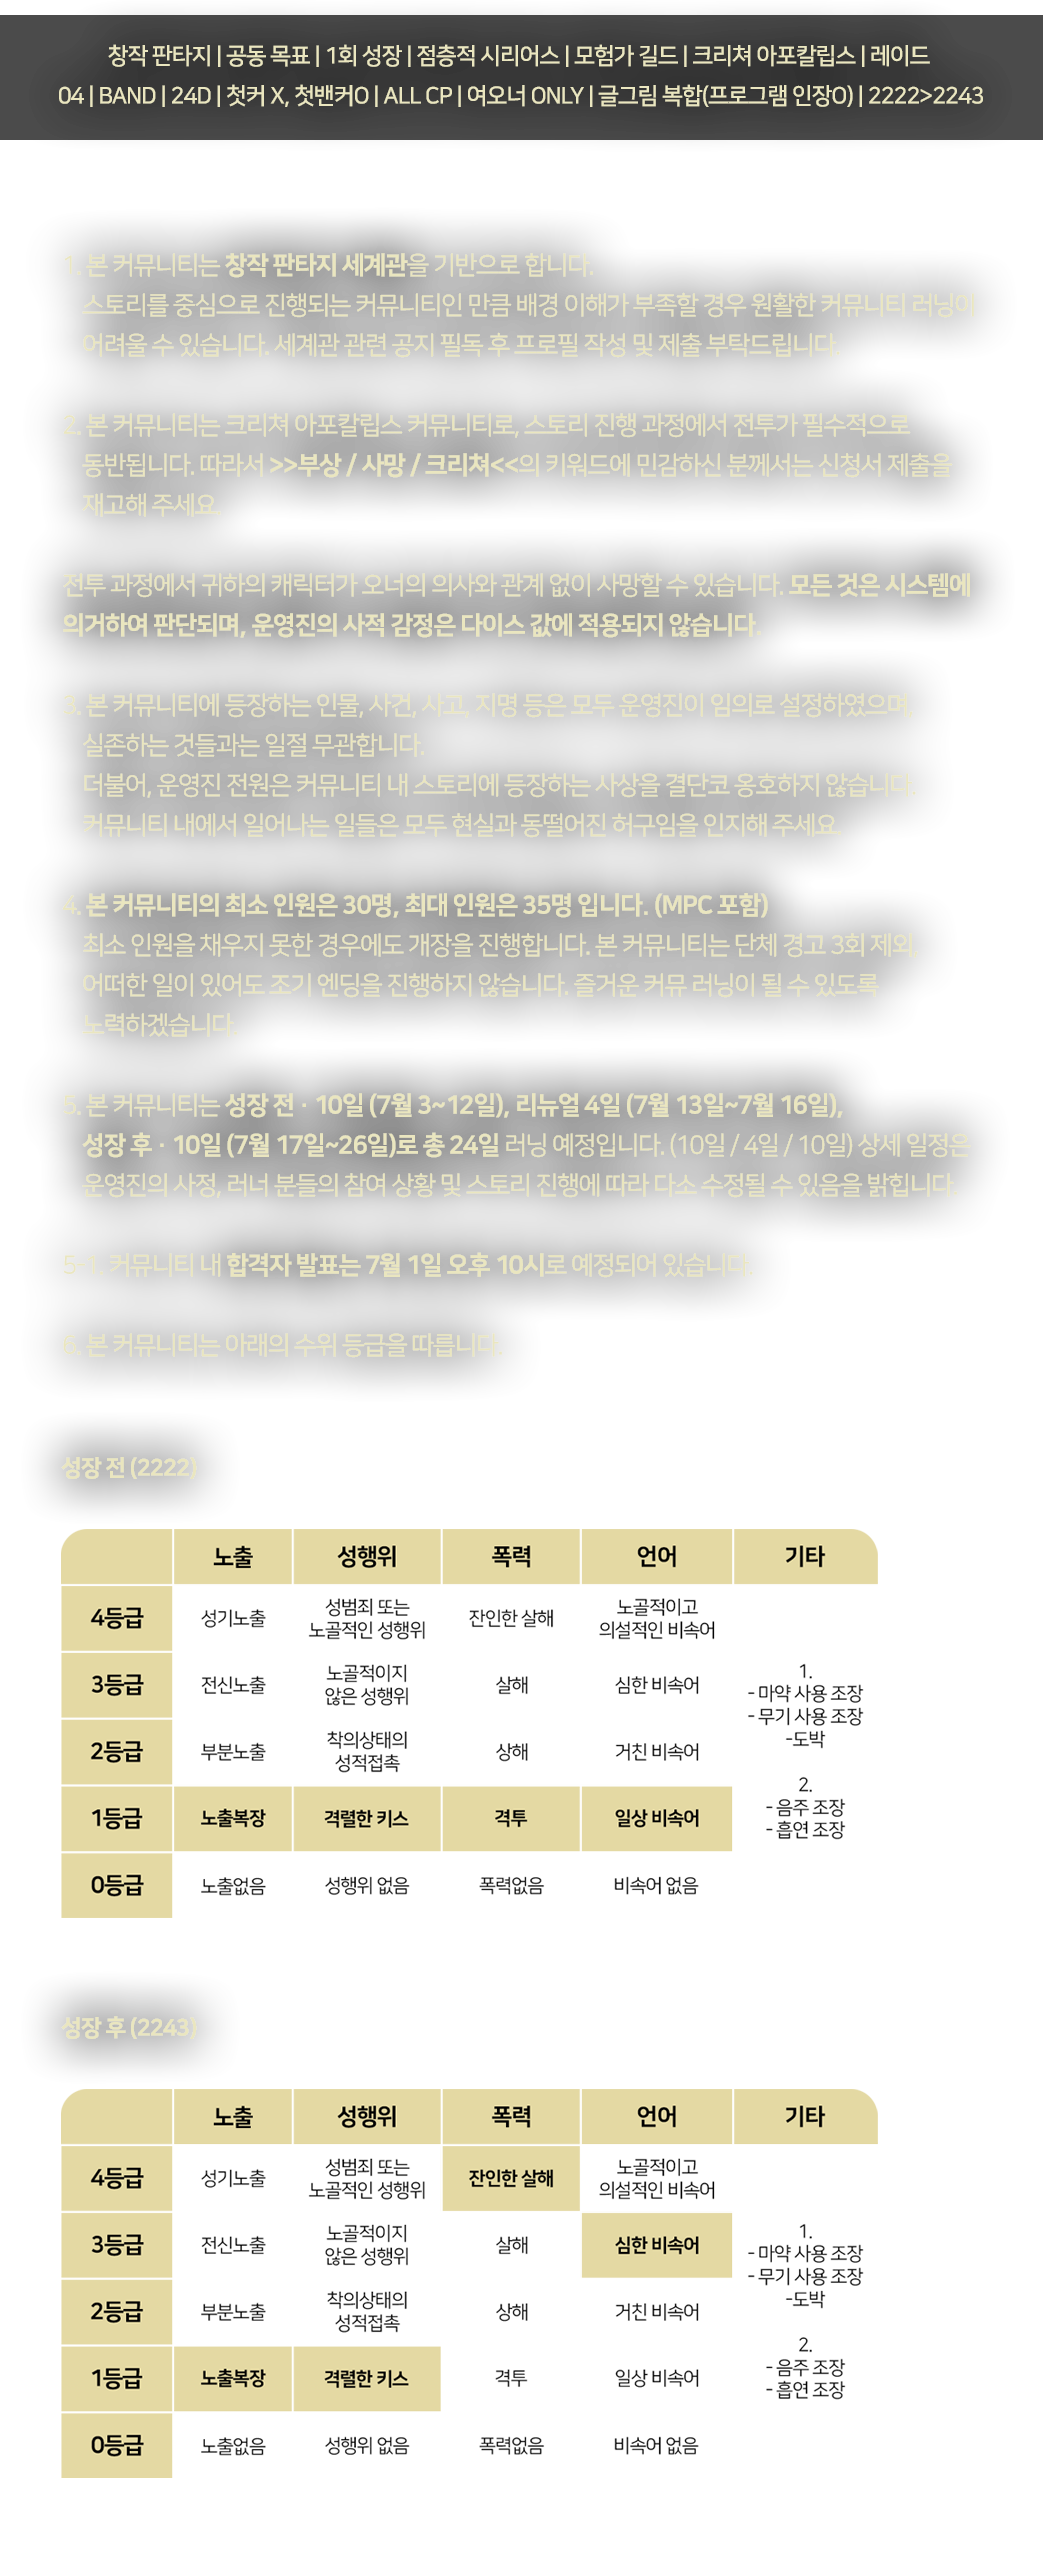 창작 판타지 | 공동 목표 | 1회 성장 | 점층적 시리어스 | 모험가 길드 | 크리쳐 아포칼립스 | 레이드
04 | BAND | 24D | 첫커 X, 첫밴커O | ALL CP | 여오너 ONLY | 글그림 복합(프로그램 인장O) | 2222>2243
1. 본 커뮤니티는 창작 판타지 세계관을 기반으로 합니다.
스토리를 중심으로 진행되는 커뮤니티인 만큼 배경 이해가 부족할 경우 원활한 커뮤니티 러닝이
어려울 수 있습니다. 세계관 관련 공지 필독 후 프로필 작성 및 제출 부탁드립니다.
2. 본 커뮤니티는 크리쳐 아포칼립스 커뮤니티로, 스토리 진행 과정에서 전투가 필수적으로
동반됩니다. 따라서 >>부상 / 사망 / 크리쳐<<의 키워드에 민감하신 분께서는 신청서 제출을
재고해 주세요.
전투 과정에서 귀하의 캐릭터가 오너의 의사와 관계 없이 사망할 수 있습니다. 모든 것은 시스템에
의거하여 판단되며, 운영진의 사적 감정은 다이스 값에 적용되지 않습니다.
3. 본 커뮤니티에 등장하는 인물, 사건, 사고, 지명 등은 모두 운영진이 임의로 설정하였으며,
실존하는 것들과는 일절 무관합니다.
더불어, 운영진 전원은 커뮤니티 내 스토리에 등장하는 사상을 결단코 옹호하지 않습니다.
커뮤니티 내에서 일어나는 일들은 모두 현실과 동떨어진 허구임을 인지해 주세요.
4. 본 커뮤니티의 최소 인원은 30명, 최대 인원은 35명 입니다. (MPC 포함)
최소 인원을 채우지 못한 경우에도 개장을 진행합니다. 본 커뮤니티는 단체 경고 3회 제외,
어떠한 일이 있어도 조기 엔딩을 진행하지 않습니다. 즐거운 커뮤 러닝이 될 수 있도록
노력하겠습니다.
5. 본 커뮤니티는 성장 전 · 10일 (7월 3~12일), 리뉴얼 4일 (7월 13일~7월 16일),
성장 후 · 10일 (7월 17일~26일)로 총 24일 러닝 예정입니다. (10일 / 4일 / 10일) 상세 일정은
운영진의 사정, 러너 분들의 참여 상황 및 스토리 진행에 따라 다소 수정될 수 있음을 밝힙니다.
5-1. 커뮤니티 내 합격자 발표는 7월 1일 오후 10시로 예정되어 있습니다.
6. 본 커뮤니티는 아래의 수위 등급을 따릅니다.
성장 전 (2222)
노출 성행위 폭력 언어 기타
4등급 성기노출 성범죄 또는 노골적인 성행위 잔인한 살해 노골적이고 의설적인 비속어
3등급 전신노출 노골적이지 않은 성행위 살해 심한 비속어
2등급 부분노출 착의상태의 성적접촉 상해 거친 비속어
1등급 노출복장 격렬한 키스 격투 일상 비속어
0등급 노출없음 성행위 없음 폭력없음 비속어 없음
1.
- 마약 사용 조장
- 무기 사용 조장
-도박
2.
- 음주 조장
- 흡연 조장
성장 후 (2243)
노출 성행위 폭력 언어 기타
4등급 성기노출 성범죄 또는 노골적인 성행위 잔인한 살해 노골적이고 의설적인 비속어
3등급 전신노출 노골적이지 않은 성행위 살해 심한 비속어
2등급 부분노출 착의상태의 성적접촉 상해 거친 비속어
1등급 노출복장 격렬한 키스 격투 일상 비속어
0등급 노출없음 성행위 없음 폭력없음 비속어 없음
1.
- 마약 사용 조장
- 무기 사용 조장
-도박
2.
- 음주 조장
- 흡연 조장